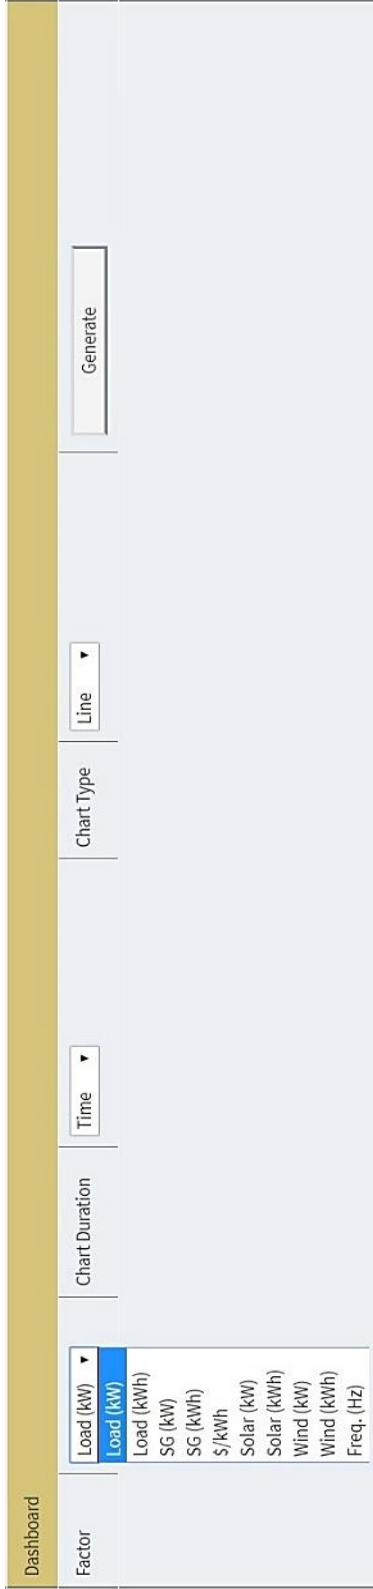 Dashboard
Factor Load (kW) Chart Duration Time Chart Type Line Generate
Load (kW)
Load (kWh)
SG (kW)
SG (kWh)
$/kWh
Solar (kW)
Solar (kWh)
Wind (kW)
Wind (kWh)
Freq. (Hz)